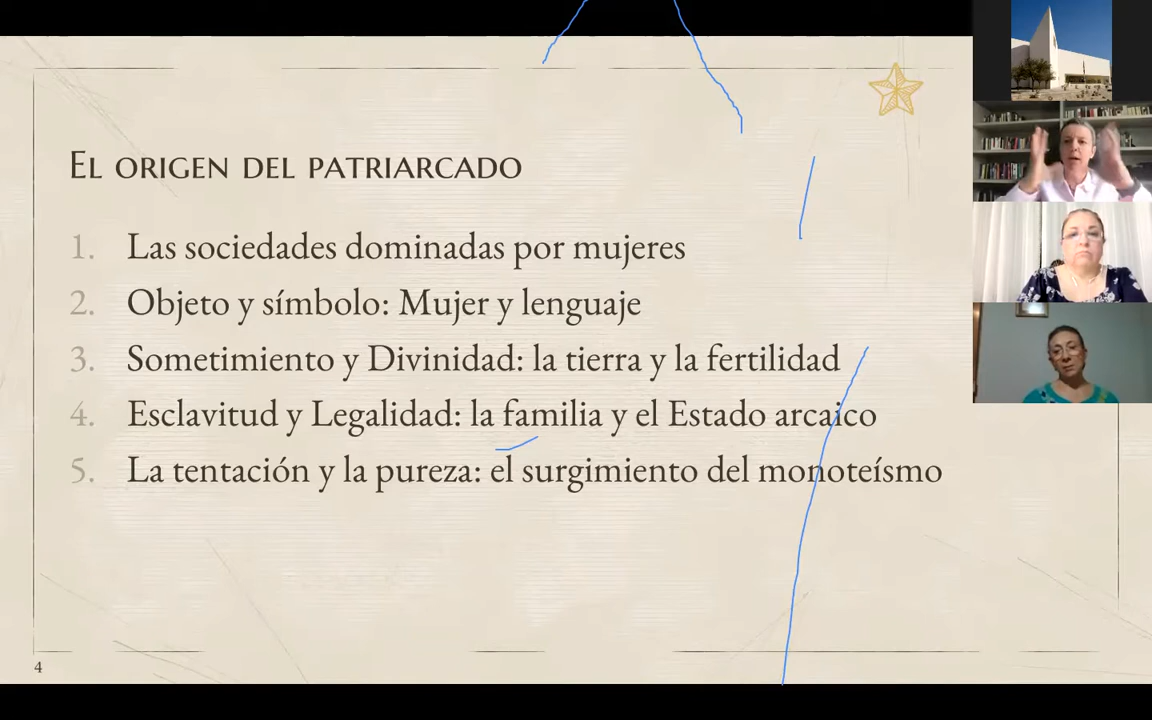 El origen del patriarcado
1. Las sociedades dominadas por mujeres
2. Objeto y símbolo: Mujer y lenguaje
3. Sometimiento y Divinidad: la tierra y la fertilidad
4. Esclavitud y Legalidad: la familia y el Estado arcaico
5. La tentación y la pureza: el surgimiento del monoteísmo
4